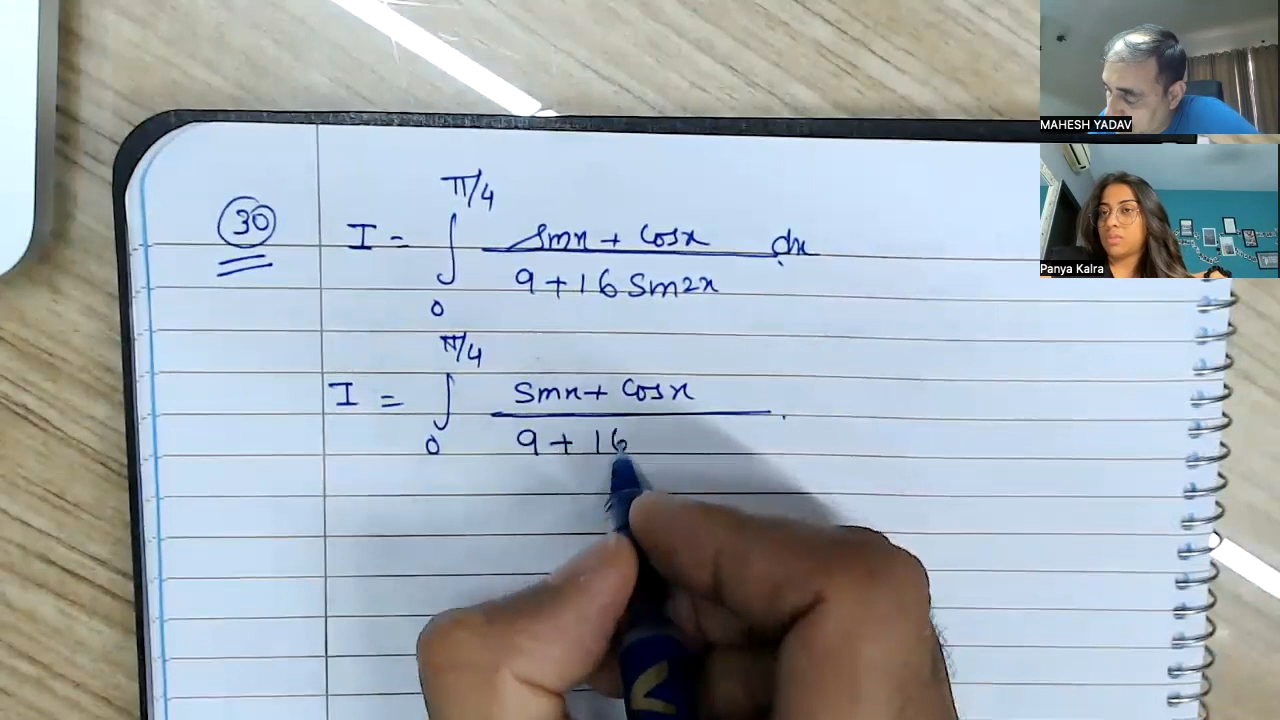 MAHESH YADAV
Panya Kalra
30
π/4
I = ∫ sinx + cosx dx
9 + 16 sin2x
0
π/4
I = ∫ sinx + cosx
9 + 16
0